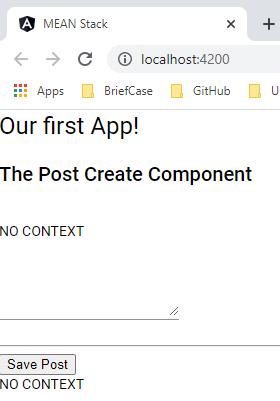 MEAN Stack
localhost:4200
Apps BriefCase GitHub U
Our first App!
The Post Create Component
NO CONTEXT
Save Post
NO CONTEXT